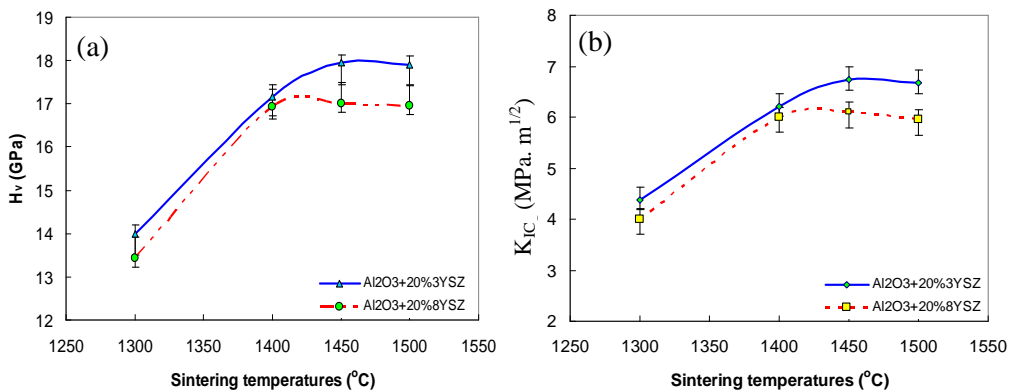 (a)
Hv (GPa)
19
18
17
16
15
14
13
12
1250 1300 1350 1400 1450 1500 1550
Sintering temperatures (°C)
Al2O3+20%3YSZ
Al2O3+20%8YSZ
(b)
K_IC (MPa. m^1/2)
8
7
6
5
4
3
2
1250 1300 1350 1400 1450 1500 1550
Sintering temperatures (°C)
Al2O3+20%3YSZ
Al2O3+20%8YSZ